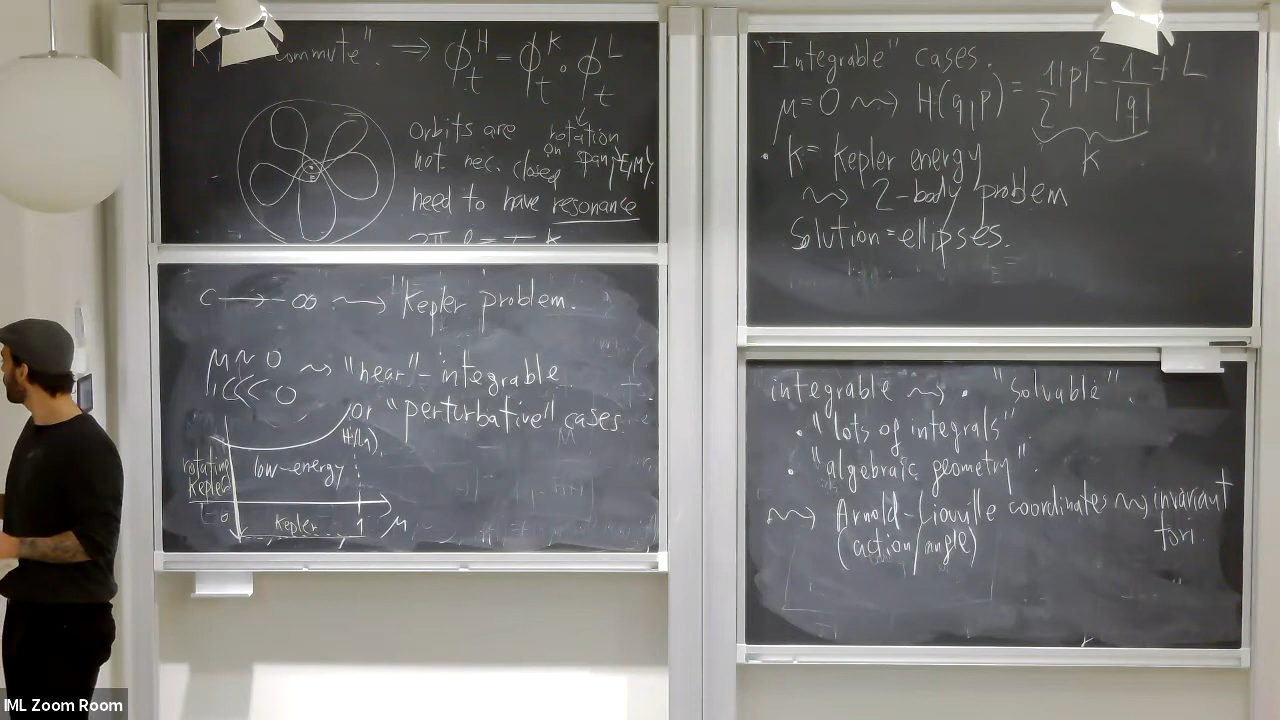 commute". ⟹ ϕ_t^H = ϕ_t^K ∘ ϕ_t^L
orbits are rotation
not nec. closed on span
need to have resonance
C ⟶ -∞ ⇝ "Kepler problem.
μ ~ 0 ⇝ "near"-integrable
μ <<< 0
or "perturbative" cases.
H(L1)
rotating low-energy
Kepler
0 Kepler 1 μ
"Integrable" cases.
μ=0 ⇝ H(q,p) = 1/2 |p|² - 1/|q| + L
K
• K = Kepler energy
⇝ 2-body problem
Solution = ellipses.
integrable ⇝ • "solvable".
• "lots of integrals"
• "algebraic geometry".
⇝ Arnold-Liouville coordinates ⇝ invariant
(action/angle) tori.
IML Zoom Room